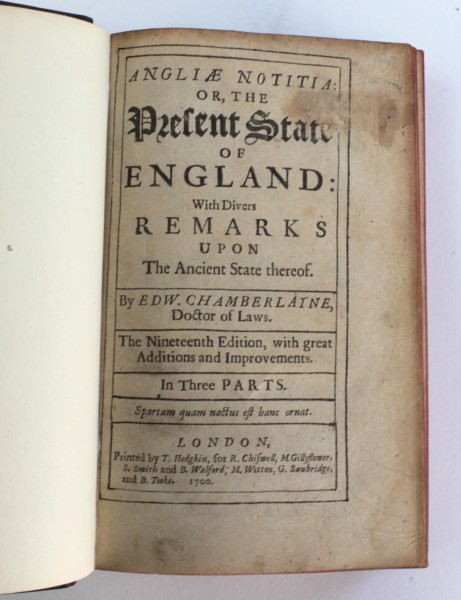 ANGLIÆ NOTITIA:
OR, THE
Preſent State
OF
ENGLAND:
With Divers
REMARKS
UPON
The Ancient State thereof.
By EDW. CHAMBERLAYNE,
Doctor of Laws.
The Nineteenth Edition, with great
Additions and Improvements.
In Three PARTS.
Spartam quam nactus eſt hanc ornat.
LONDON,
Printed by T. Hodgkin, for R. Chiſwell, M. Gillyflower,
S. Smith and B. Walford, M. Wotton, G. Sawbridge,
and B. Tooke. 1700.